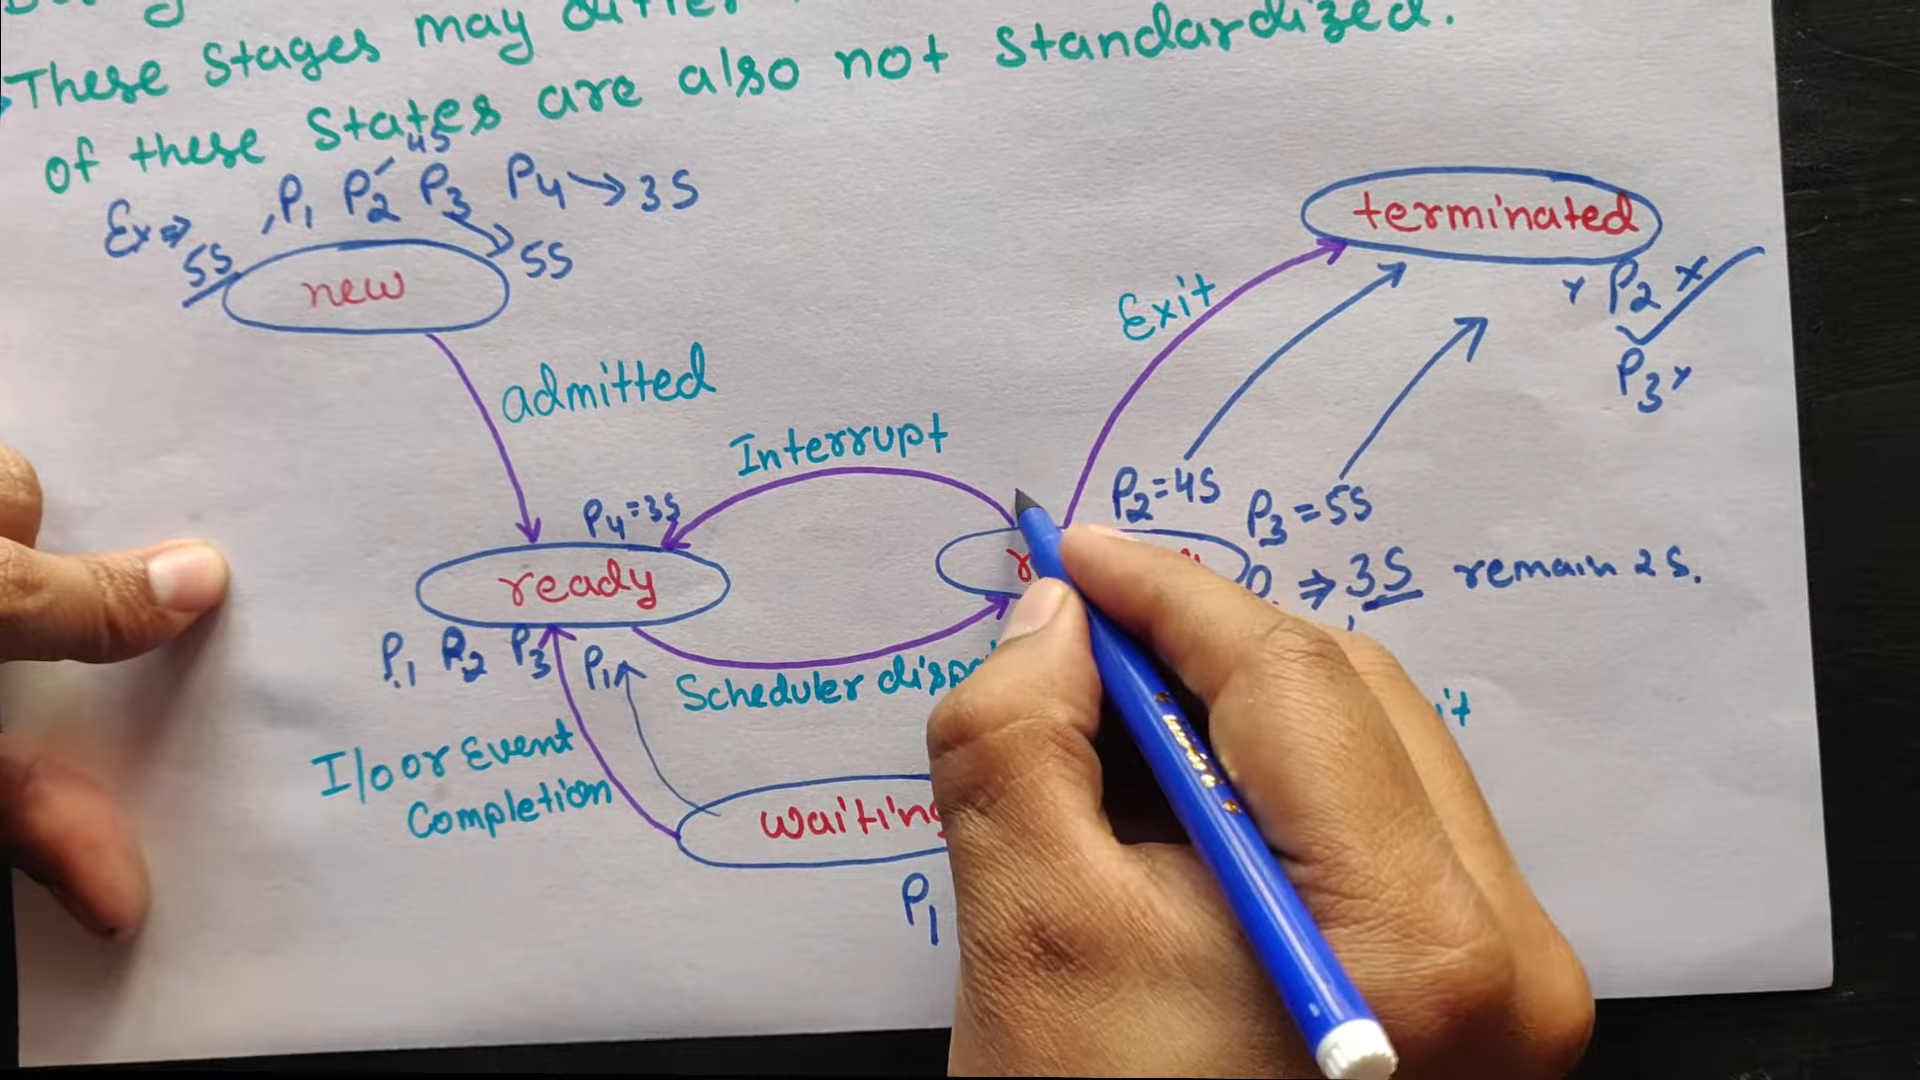 These Stages may
of these States are also not Standardized.
4S
Ex⇒ P1 P2 P3 P4 → 3S
5S
5S
new
terminated
x P2 x
P3 x
Exit
admitted
Interrupt
P4=3S
P2=4S
P3=5S
ready
⇒ 3S remain 2S.
P1 P2 P3 P1
Scheduler
I/O or Event
Completion
waiting
P1